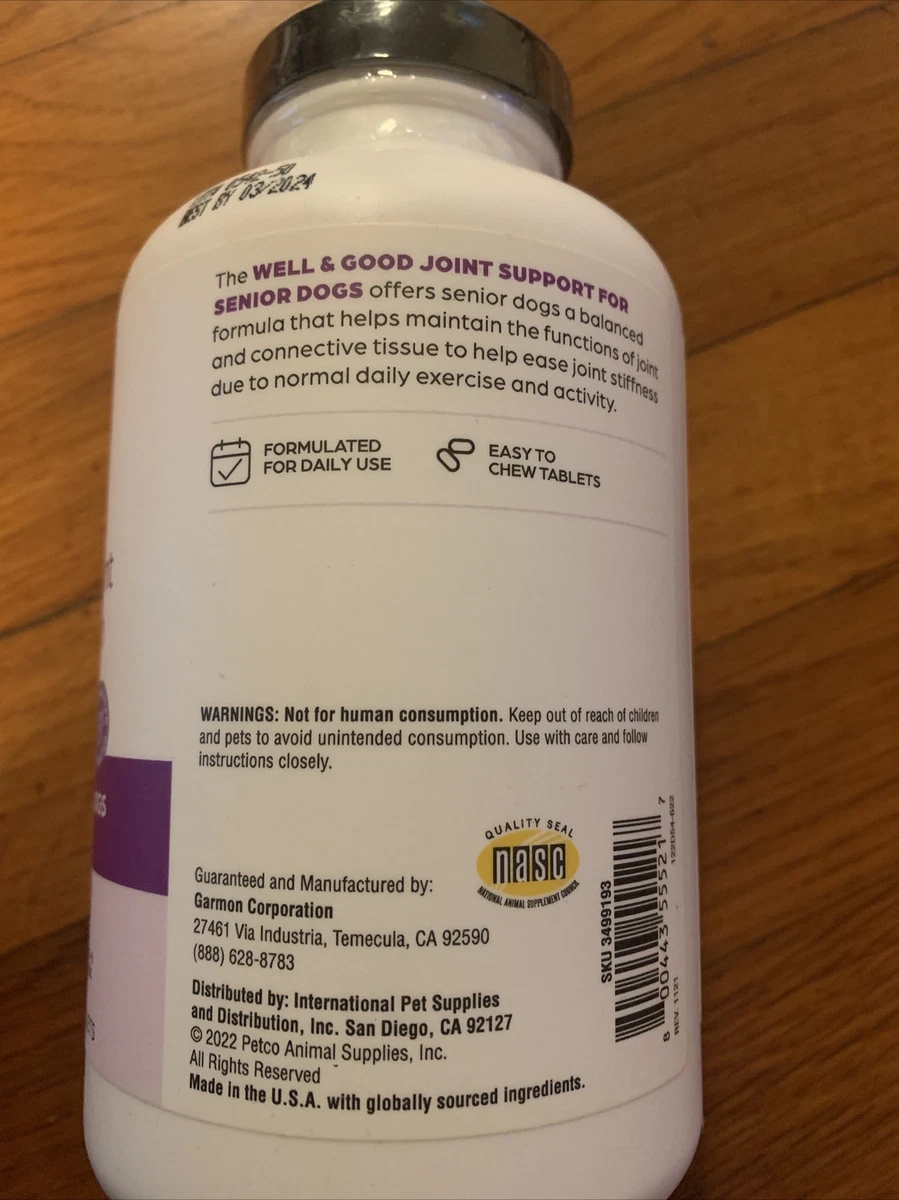 BEST BY 03/2024
The WELL & GOOD JOINT SUPPORT FOR
SENIOR DOGS offers senior dogs a balanced
formula that helps maintain the functions of joint
and connective tissue to help ease joint stiffness
due to normal daily exercise and activity.
FORMULATED
FOR DAILY USE
EASY TO
CHEW TABLETS
WARNINGS: Not for human consumption. Keep out of reach of children
and pets to avoid unintended consumption. Use with care and follow
instructions closely.
QUALITY SEAL
nasc
NATIONAL ANIMAL SUPPLEMENT COUNCIL
Guaranteed and Manufactured by:
Garmon Corporation
27461 Via Industria, Temecula, CA 92590
(888) 628-8783
Distributed by: International Pet Supplies
and Distribution, Inc. San Diego, CA 92127
© 2022 Petco Animal Supplies, Inc.
All Rights Reserved
Made in the U.S.A. with globally sourced ingredients.
SKU 3499193
8 00443 55521 7
REV. 1121
122054-622